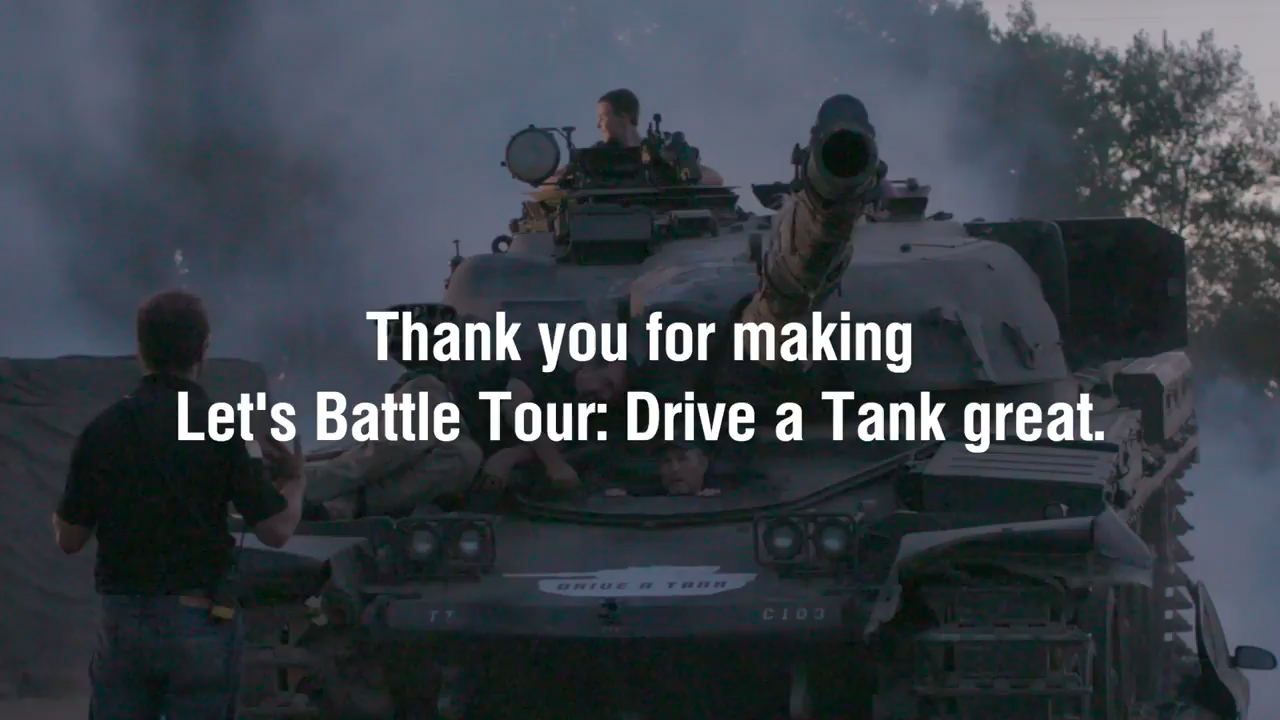 Thank you for making
Let's Battle Tour: Drive a Tank great.
DRIVE A TANK
C103